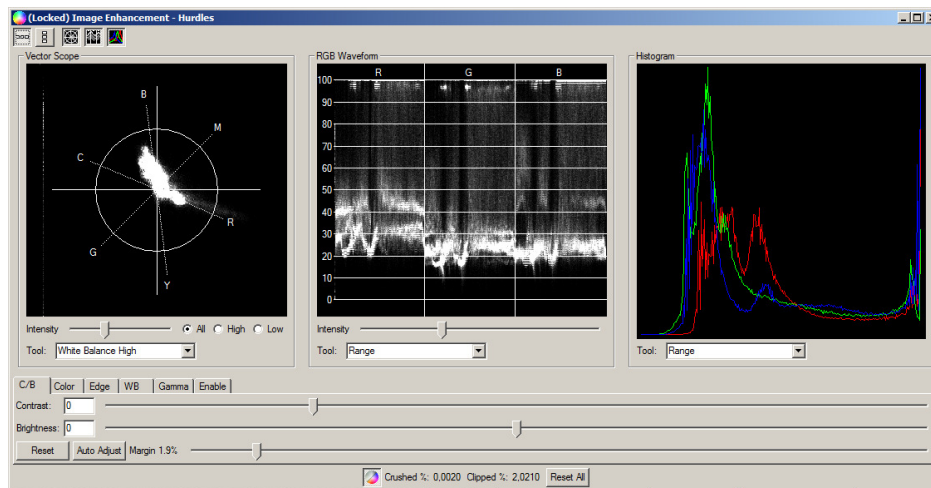 (Locked) Image Enhancement - Hurdles
Vector Scope
B
M
C
R
G
Y
Intensity
All
High
Low
Tool:
White Balance High
RGB Waveform
R G B
100
90
80
70
60
50
40
30
20
10
0
Intensity
Tool:
Range
Histogram
Tool:
Range
C/B Color Edge WB Gamma Enable
Contrast: 0
Brightness: 0
Reset Auto Adjust Margin 1.9%
Crushed %: 0,0020 Clipped %: 2,0210 Reset All